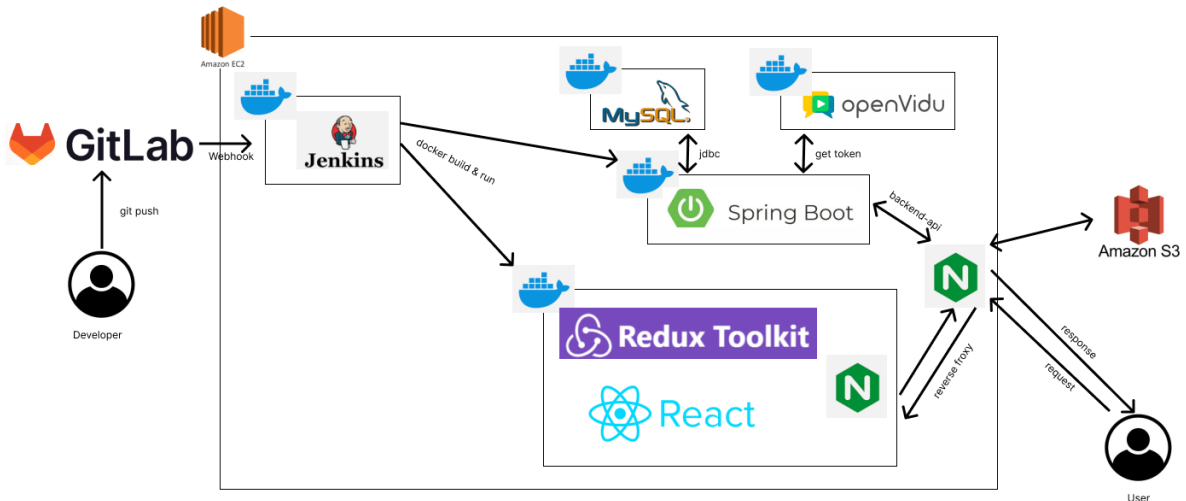 Amazon EC2
GitLab
Webhook
git push
Developer
Jenkins
docker build & run
MySQL.
openVidu
jdbc
get token
Spring Boot
backend-api
Amazon S3
N
Redux Toolkit
N
React
reverse froxy
response
request
User